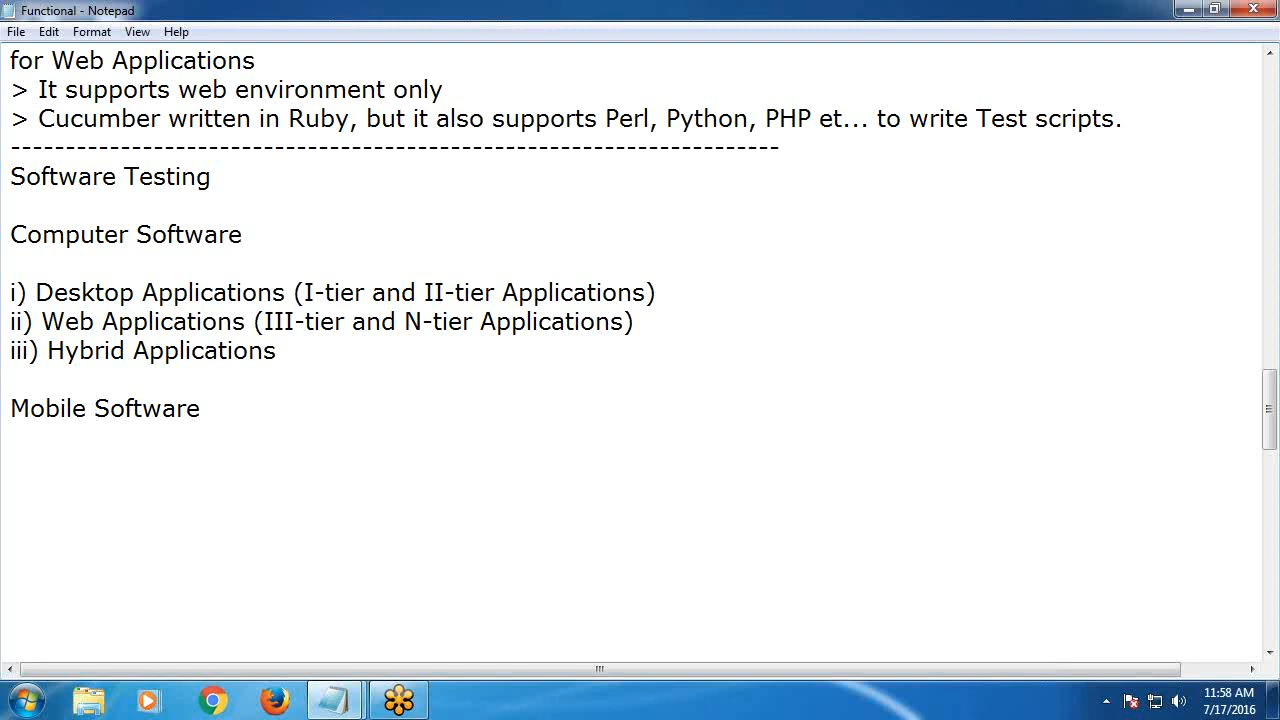 Functional - Notepad
File Edit Format View Help
for Web Applications
> It supports web environment only
> Cucumber written in Ruby, but it also supports Perl, Python, PHP et... to write Test scripts.
----------------------------------------------------------------------
Software Testing
Computer Software
i) Desktop Applications (I-tier and II-tier Applications)
ii) Web Applications (III-tier and N-tier Applications)
iii) Hybrid Applications
Mobile Software
11:58 AM
7/17/2016